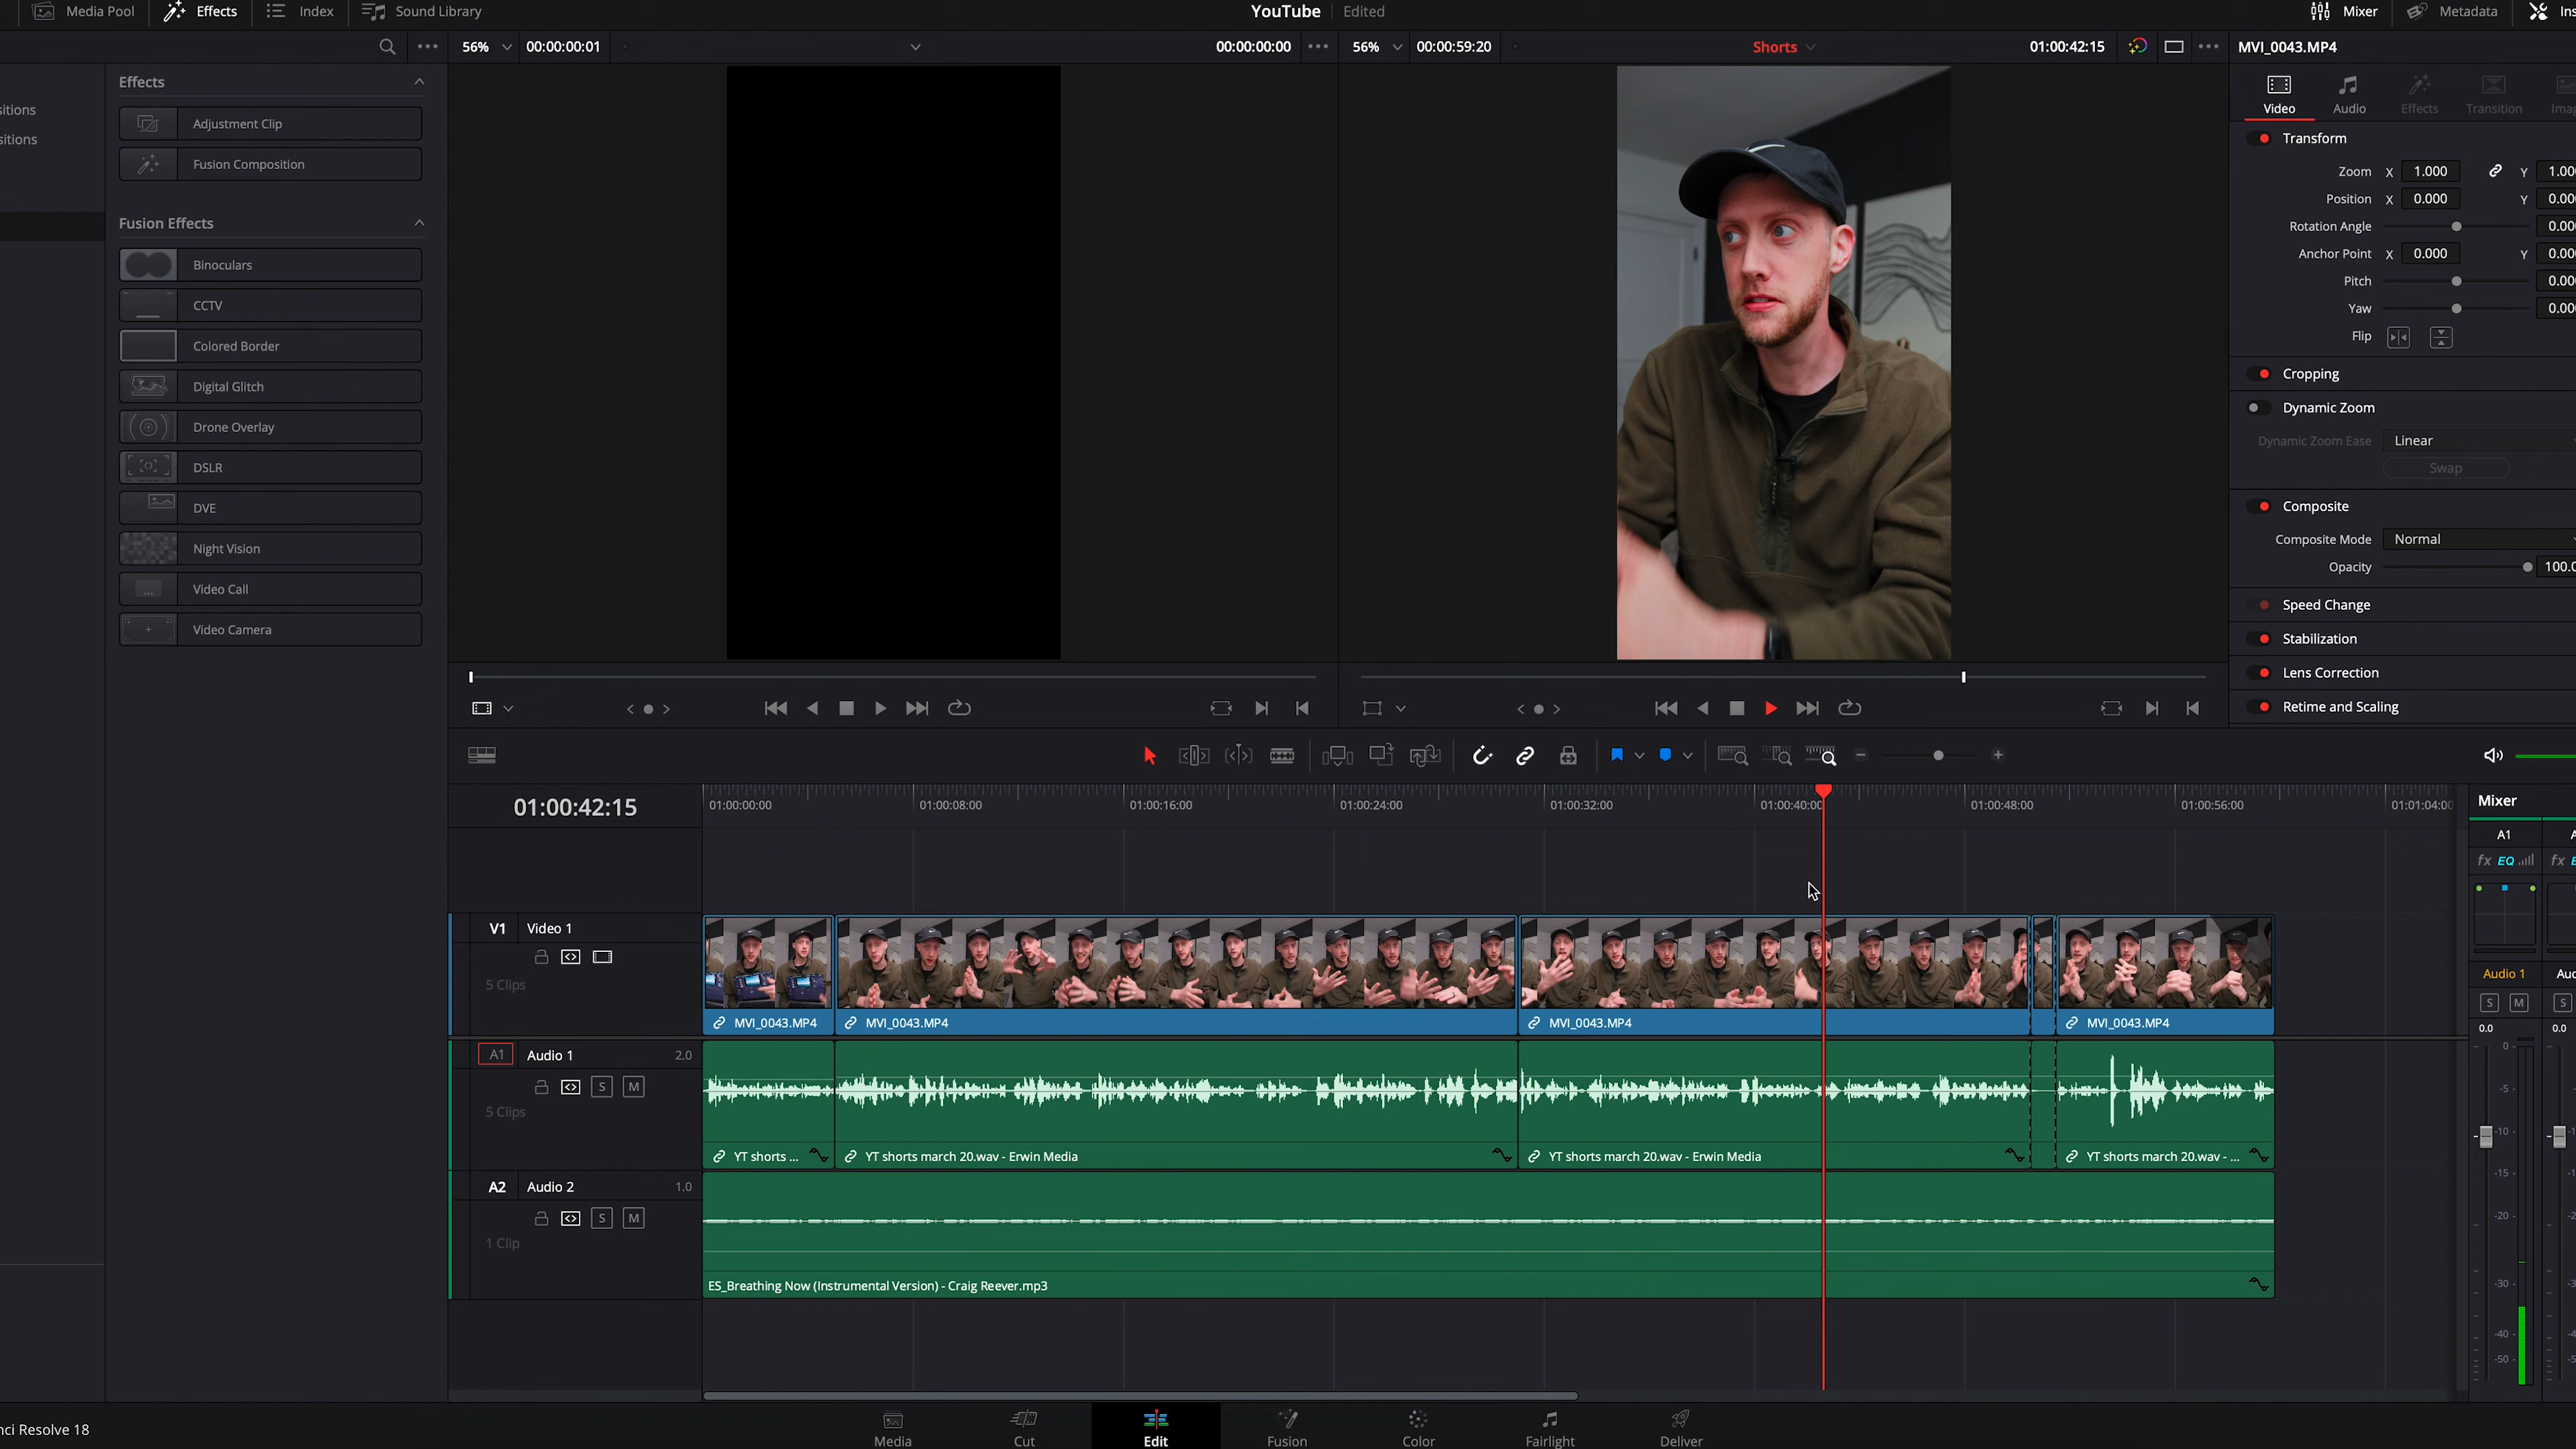 Media Pool Effects Index Sound Library YouTube Edited Mixer Metadata Ins
56% 00:00:00:01 00:00:00:00 56% 00:00:59:20 Shorts 01:00:42:15 MVI_0043.MP4
sitions
sitions
Effects
Adjustment Clip
Fusion Composition
Fusion Effects
Binoculars
CCTV
Colored Border
Digital Glitch
Drone Overlay
DSLR
DVE
Night Vision
Video Call
Video Camera
Video Audio Effects Transition Imag
Transform
Zoom X 1.000 Y 1.00
Position X 0.000 Y 0.00
Rotation Angle 0.00
Anchor Point X 0.000 Y 0.00
Pitch 0.00
Yaw 0.00
Flip
Cropping
Dynamic Zoom
Dynamic Zoom Ease Linear
Swap
Composite
Composite Mode Normal
Opacity 100.0
Speed Change
Stabilization
Lens Correction
Retime and Scaling
01:00:42:15 01:00:00:00 01:00:08:00 01:00:16:00 01:00:24:00 01:00:32:00 01:00:40:00 01:00:48:00 01:00:56:00 01:01:04:00
V1 Video 1
5 Clips
MVI_0043.MP4 MVI_0043.MP4 MVI_0043.MP4 MVI_0043.MP4
A1 Audio 1 2.0
S M
5 Clips
YT shorts ... YT shorts march 20.wav - Erwin Media YT shorts march 20.wav - Erwin Media YT shorts march 20.wav - ...
A2 Audio 2 1.0
S M
1 Clip
ES_Breathing Now (Instrumental Version) - Craig Reever.mp3
Mixer
A1
fx EQ fx E
Audio 1 Aud
S M S
0.0 0.0
0
-5
-10
-15
-20
-30
-40
-50
nci Resolve 18
Media Cut Edit Fusion Color Fairlight Deliver